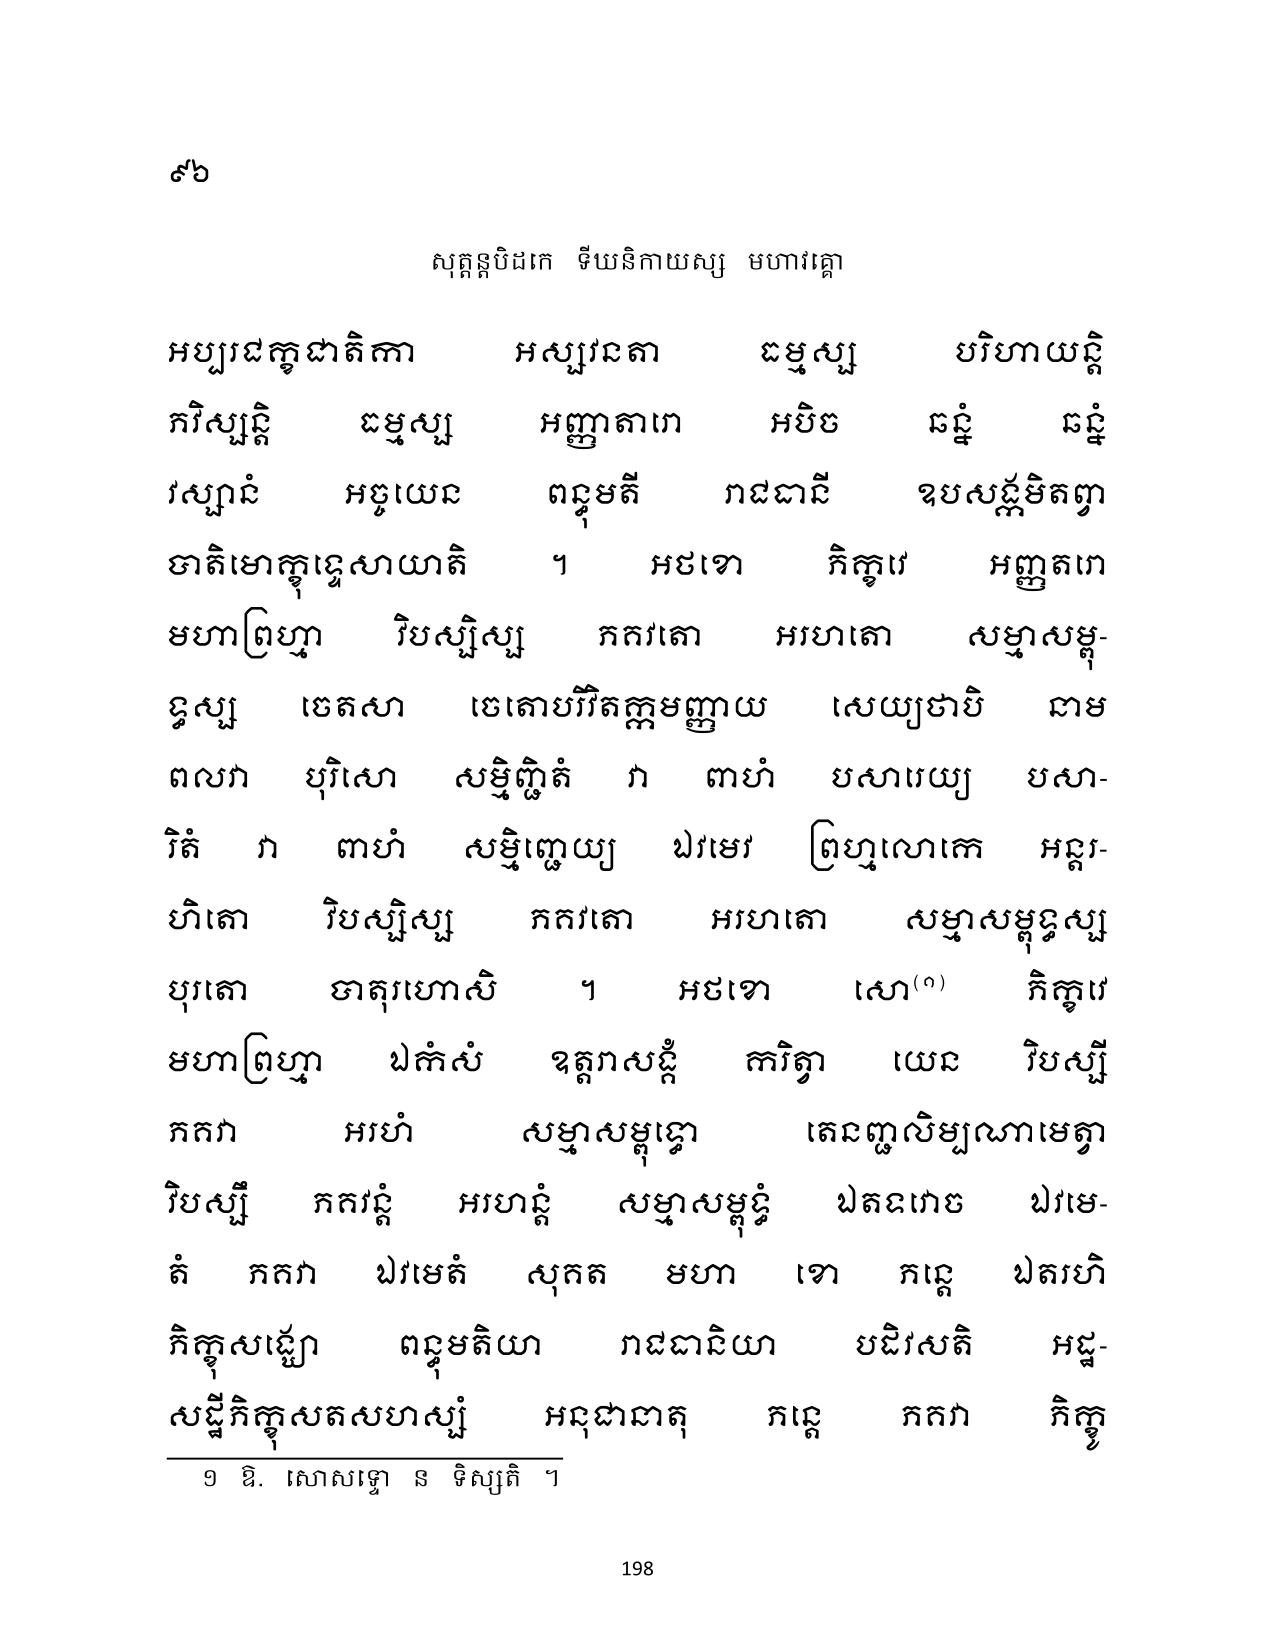 ៩៦
សុត្តន្តបិដកេ ទីឃនិកាយស្ស មហាវគ្គោ
អប្បរជក្ខជាតិកា អស្សវនតា ធម្មស្ស បរិហាយន្តិ
ភវិស្សន្តិ ធម្មស្ស អញ្ញាតារោ អបិច ឆន្នំ ឆន្នំ
វស្សានំ អច្ចយេន ពន្ធុមតី រាជធានី ឧបសង្កមិតព្វា
បាតិមោក្ខុទ្ទេសាយាតិ ។ អថខោ ភិក្ខវេ អញ្ញតរោ
មហាព្រហ្មា វិបស្សិស្ស ភគវតោ អរហតោ សម្មាសម្ពុ-
ទ្ធស្ស ចេតសា ចេតោបរិវិតក្កមញ្ញាយ សេយ្យថាបិ នាម
ពលវា បុរិសោ សម្មិញ្ជិតំ វា ពាហំ បសារេយ្យ បសា-
រិតំ វា ពាហំ សម្មិញ្ជេយ្យ ឯវមេវ ព្រហ្មលោកេ អន្តរ-
ហិតោ វិបស្សិស្ស ភគវតោ អរហតោ សម្មាសម្ពុទ្ធស្ស
បុរតោ បាតុរហោសិ ។ អថខោ សោ(១) ភិក្ខវេ
មហាព្រហ្មា ឯកំសំ ឧត្តរាសង្គំ ករិត្វា យេន វិបស្សី
ភគវា អរហំ សម្មាសម្ពុទ្ធោ តេនញ្ជលិម្បណាមេត្វា
វិបស្សឹ ភគវន្តំ អរហន្តំ សម្មាសម្ពុទ្ធំ ឯតទវោច ឯវមេ-
តំ ភគវា ឯវមេតំ សុគត មហា ខោ ភន្តេ ឯតរហិ
ភិក្ខុសង្ឃោ ពន្ធុមតិយា រាជធានិយា បដិវសតិ អដ្ឋ-
សដ្ឋីភិក្ខុសតសហស្សំ អនុជានាតុ ភន្តេ ភគវា ភិក្ខូ
១ ឱ. សោសទ្ទោ ន ទិស្សតិ ។
198